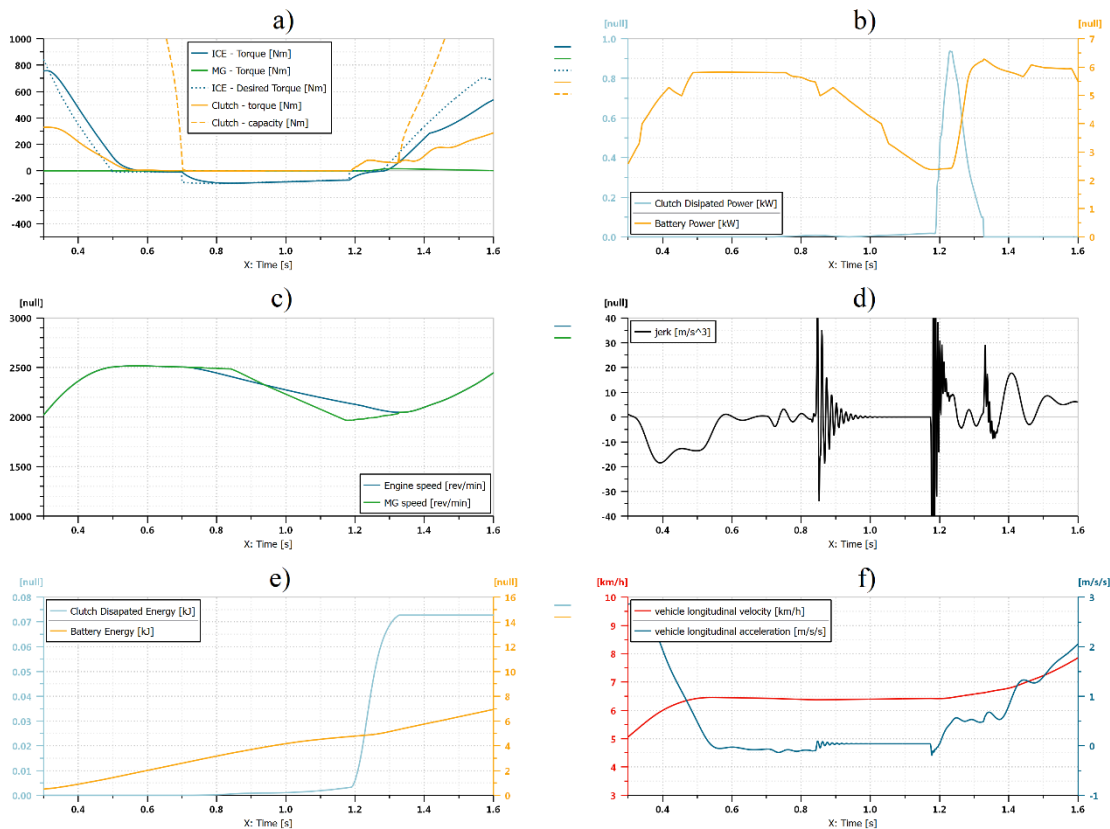 a)
1000
800
600
400
200
0
-200
-400
ICE - Torque [Nm]
MG - Torque [Nm]
ICE - Desired Torque [Nm]
Clutch - torque [Nm]
Clutch - capacity [Nm]
0.4 0.6 0.8 1.0 1.2 1.4 1.6
X: Time [s]
b)
[null] [null]
1.0
0.8
0.6
0.4
0.2
0.0
7
6
5
4
3
2
1
0
Clutch Disipated Power [kW]
Battery Power [kW]
0.4 0.6 0.8 1.0 1.2 1.4 1.6
X: Time [s]
c)
[null]
3000
2500
2000
1500
1000
Engine speed [rev/min]
MG speed [rev/min]
0.4 0.6 0.8 1.0 1.2 1.4 1.6
X: Time [s]
d)
[null]
40
30
20
10
0
-10
-20
-30
-40
jerk [m/s^3]
0.4 0.6 0.8 1.0 1.2 1.4 1.6
X: Time [s]
e)
[null] [null]
0.08
0.07
0.06
0.05
0.04
0.03
0.02
0.01
0.00
16
14
12
10
8
6
4
2
0
Clutch Disapated Energy [kJ]
Battery Energy [kJ]
0.4 0.6 0.8 1.0 1.2 1.4 1.6
X: Time [s]
f)
[km/h] [m/s/s]
10
9
8
7
6
5
4
3
3
2
1
0
-1
vehicle longitudinal velocity [km/h]
vehicle longitudinal acceleration [m/s/s]
0.4 0.6 0.8 1.0 1.2 1.4 1.6
X: Time [s]